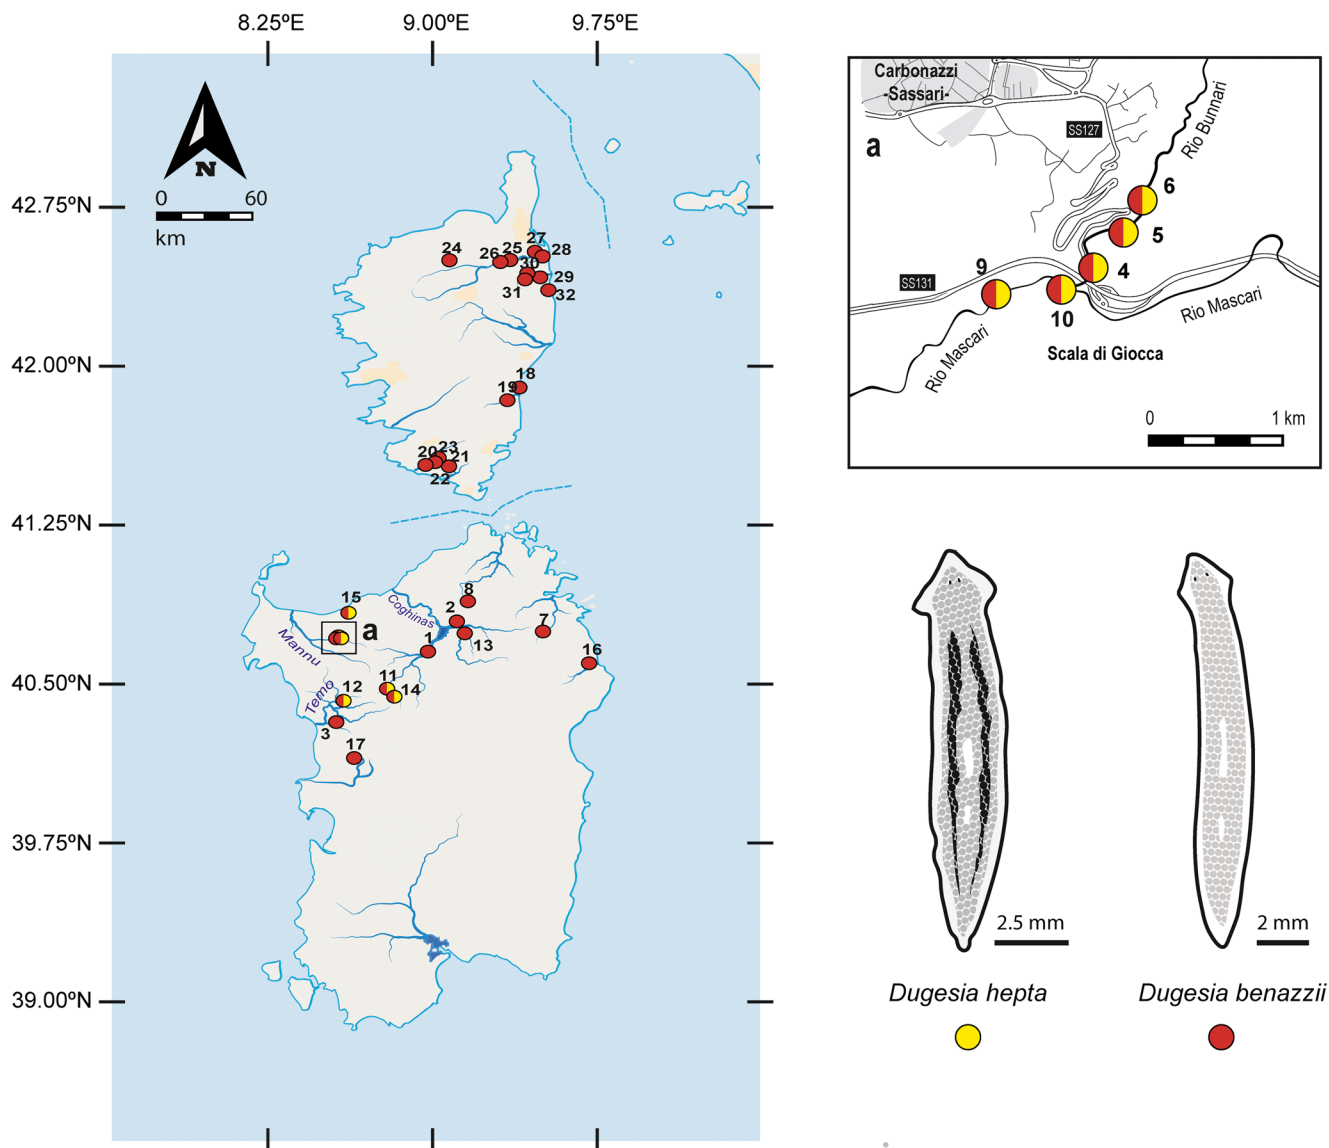 8.25ºE
9.00ºE
9.75ºE
42.75ºN
42.00ºN
41.25ºN
40.50ºN
39.75ºN
39.00ºN
N
0 60
km
24
26
25
27
28
30
29
31
32
18
19
23
20
21
22
15
a
Mannu
Coghinas
8
2
1
13
7
16
11
14
12
Temo
3
17
Carbonazzi
-Sassari-
a
SS127
Rio Bunnari
6
5
4
9
10
SS131
Rio Mascari
Rio Mascari
Scala di Giocca
0 1 km
2.5 mm
2 mm
Dugesia hepta
Dugesia benazzii